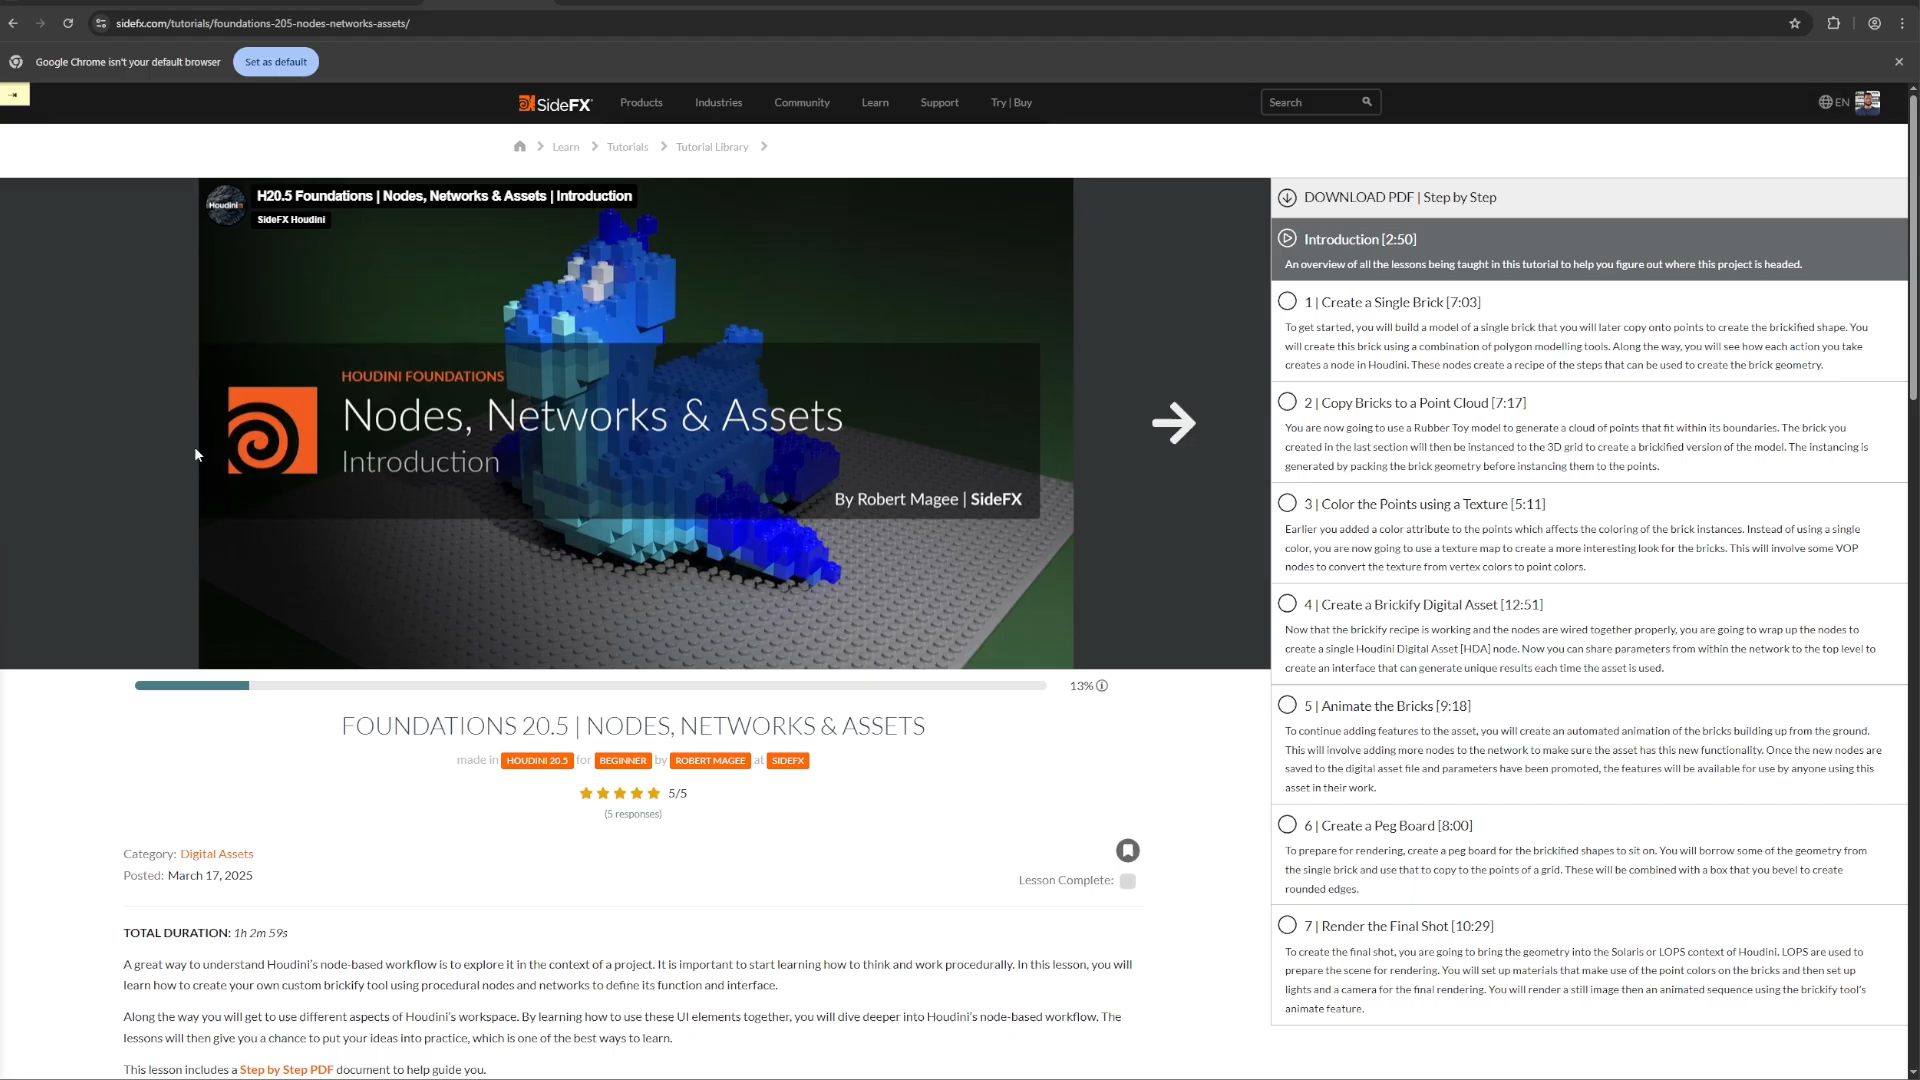 sidefx.com/tutorials/foundations-205-nodes-networks-assets/
Google Chrome isn't your default browser
Set as default
SideFX
Products
Industries
Community
Learn
Support
Try | Buy
Search
EN
Learn
Tutorials
Tutorial Library
Houdini
H20.5 Foundations | Nodes, Networks & Assets | Introduction
SideFX Houdini
HOUDINI FOUNDATIONS
Nodes, Networks & Assets
Introduction
By Robert Magee | SideFX
13%
FOUNDATIONS 20.5 | NODES, NETWORKS & ASSETS
made in HOUDINI 20.5 for BEGINNER by ROBERT MAGEE at SIDEFX
5/5
(5 responses)
Category: Digital Assets
Posted: March 17, 2025
Lesson Complete:
TOTAL DURATION: 1h 2m 59s
A great way to understand Houdini's node-based workflow is to explore it in the context of a project. It is important to start learning how to think and work procedurally. In this lesson, you will
learn how to create your own custom brickify tool using procedural nodes and networks to define its function and interface.
Along the way you will get to use different aspects of Houdini's workspace. By learning how to use these UI elements together, you will dive deeper into Houdini's node-based workflow. The
lessons will then give you a chance to put your ideas into practice, which is one of the best ways to learn.
This lesson includes a Step by Step PDF document to help guide you.
DOWNLOAD PDF | Step by Step
Introduction [2:50]
An overview of all the lessons being taught in this tutorial to help you figure out where this project is headed.
1 | Create a Single Brick [7:03]
To get started, you will build a model of a single brick that you will later copy onto points to create the brickified shape. You
will create this brick using a combination of polygon modelling tools. Along the way, you will see how each action you take
creates a node in Houdini. These nodes create a recipe of the steps that can be used to create the brick geometry.
2 | Copy Bricks to a Point Cloud [7:17]
You are now going to use a Rubber Toy model to generate a cloud of points that fit within its boundaries. The brick you
created in the last section will then be instanced to the 3D grid to create a brickified version of the model. The instancing is
generated by packing the brick geometry before instancing them to the points.
3 | Color the Points using a Texture [5:11]
Earlier you added a color attribute to the points which affects the coloring of the brick instances. Instead of using a single
color, you are now going to use a texture map to create a more interesting look for the bricks. This will involve some VOP
nodes to convert the texture from vertex colors to point colors.
4 | Create a Brickify Digital Asset [12:51]
Now that the brickify recipe is working and the nodes are wired together properly, you are going to wrap up the nodes to
create a single Houdini Digital Asset [HDA] node. Now you can share parameters from within the network to the top level to
create an interface that can generate unique results each time the asset is used.
5 | Animate the Bricks [9:18]
To continue adding features to the asset, you will create an automated animation of the bricks building up from the ground.
This will involve adding more nodes to the network to make sure the asset has this new functionality. Once the new nodes are
saved to the digital asset file and parameters have been promoted, the features will be available for use by anyone using this
asset in their work.
6 | Create a Peg Board [8:00]
To prepare for rendering, create a peg board for the brickified shapes to sit on. You will borrow some of the geometry from
the single brick and use that to copy to the points of a grid. These will be combined with a box that you bevel to create
rounded edges.
7 | Render the Final Shot [10:29]
To create the final shot, you are going to bring the geometry into the Solaris or LOPS context of Houdini. LOPS are used to
prepare the scene for rendering. You will set up materials that make use of the point colors on the bricks and then set up
lights and a camera for the final rendering. You will render a still image then an animated sequence using the brickify tool's
animate feature.